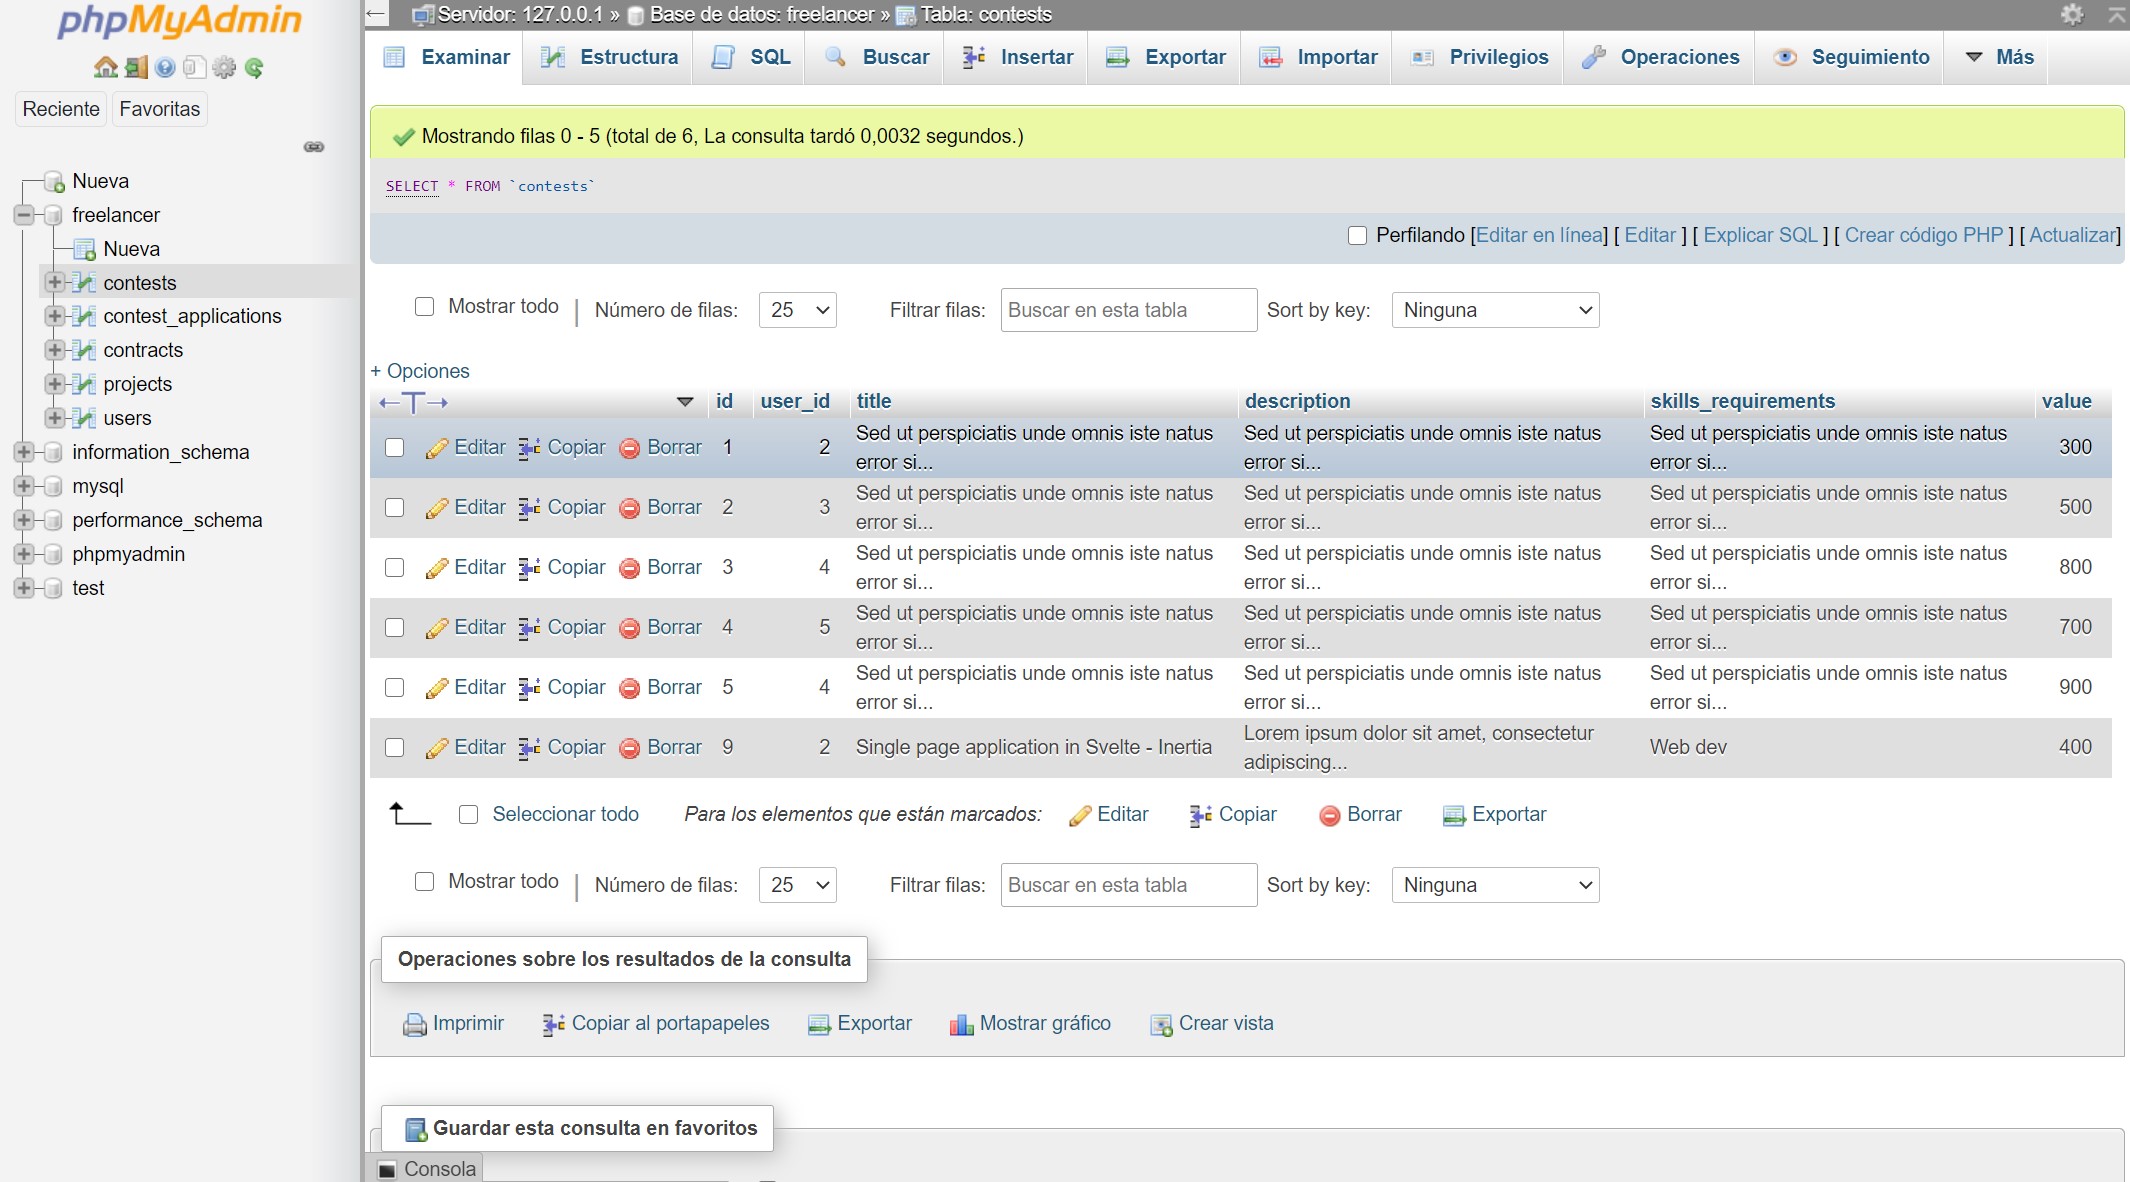 phpMyAdmin
Reciente Favoritas
Nueva
freelancer
Nueva
contests
contest_applications
contracts
projects
users
information_schema
mysql
performance_schema
phpmyadmin
test
Servidor: 127.0.0.1 » Base de datos: freelancer » Tabla: contests
Examinar Estructura SQL Buscar Insertar Exportar Importar Privilegios Operaciones Seguimiento Más
Mostrando filas 0 - 5 (total de 6, La consulta tardó 0,0032 segundos.)
SELECT * FROM `contests`
Perfilando [Editar en línea] [ Editar ] [ Explicar SQL ] [ Crear código PHP ] [ Actualizar]
Mostrar todo | Número de filas: 25 Filtrar filas: Buscar en esta tabla Sort by key: Ninguna
+ Opciones
←T→ id user_id title description skills_requirements value
Editar Copiar Borrar 1 2 Sed ut perspiciatis unde omnis iste natus error si... Sed ut perspiciatis unde omnis iste natus error si... Sed ut perspiciatis unde omnis iste natus error si... 300
Editar Copiar Borrar 2 3 Sed ut perspiciatis unde omnis iste natus error si... Sed ut perspiciatis unde omnis iste natus error si... Sed ut perspiciatis unde omnis iste natus error si... 500
Editar Copiar Borrar 3 4 Sed ut perspiciatis unde omnis iste natus error si... Sed ut perspiciatis unde omnis iste natus error si... Sed ut perspiciatis unde omnis iste natus error si... 800
Editar Copiar Borrar 4 5 Sed ut perspiciatis unde omnis iste natus error si... Sed ut perspiciatis unde omnis iste natus error si... Sed ut perspiciatis unde omnis iste natus error si... 700
Editar Copiar Borrar 5 4 Sed ut perspiciatis unde omnis iste natus error si... Sed ut perspiciatis unde omnis iste natus error si... Sed ut perspiciatis unde omnis iste natus error si... 900
Editar Copiar Borrar 9 2 Single page application in Svelte - Inertia Lorem ipsum dolor sit amet, consectetur adipiscing... Web dev 400
Seleccionar todo Para los elementos que están marcados: Editar Copiar Borrar Exportar
Mostrar todo | Número de filas: 25 Filtrar filas: Buscar en esta tabla Sort by key: Ninguna
Operaciones sobre los resultados de la consulta
Imprimir Copiar al portapapeles Exportar Mostrar gráfico Crear vista
Guardar esta consulta en favoritos
Consola